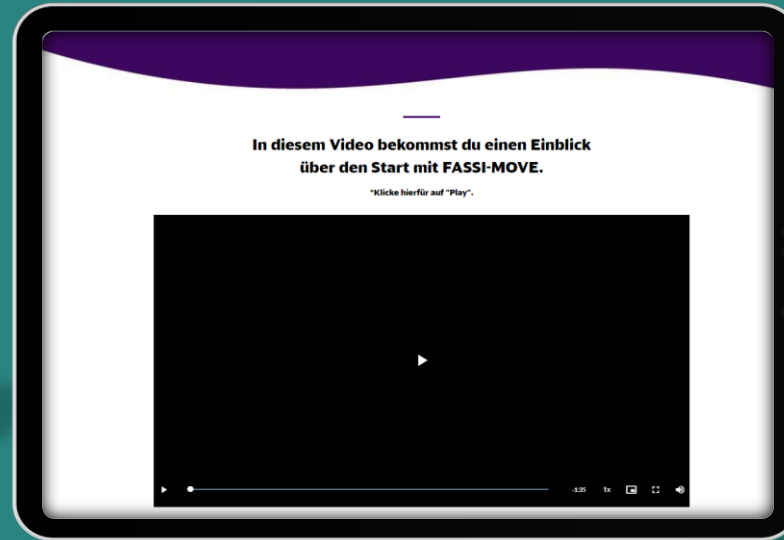 In diesem Video bekommst du einen Einblick
über den Start mit FASSI-MOVE.
*Klicke hierfür auf "Play".
-1:35 1x